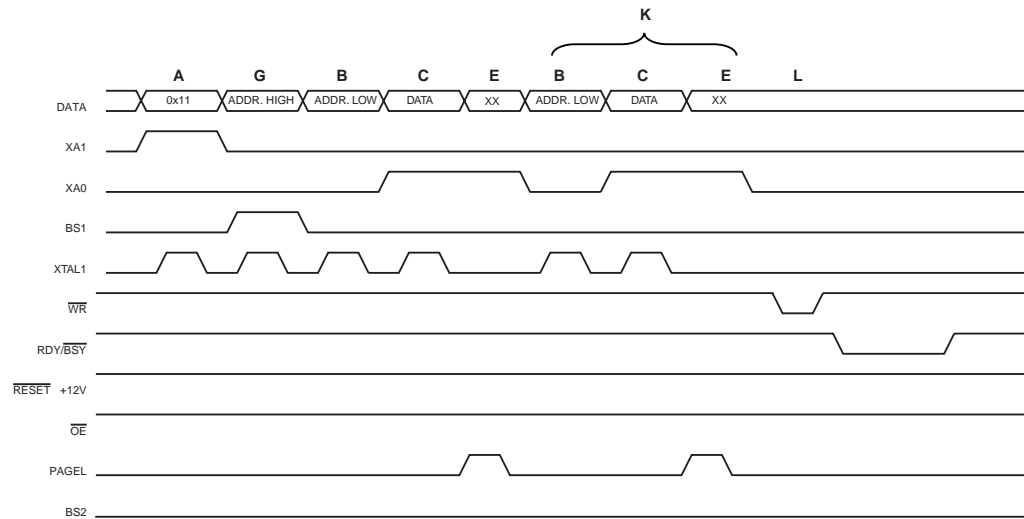 K
A G B C E B C E L
DATA 0x11 ADDR. HIGH ADDR. LOW DATA XX ADDR. LOW DATA XX
XA1
XA0
BS1
XTAL1
WR
RDY/BSY
RESET +12V
OE
PAGEL
BS2